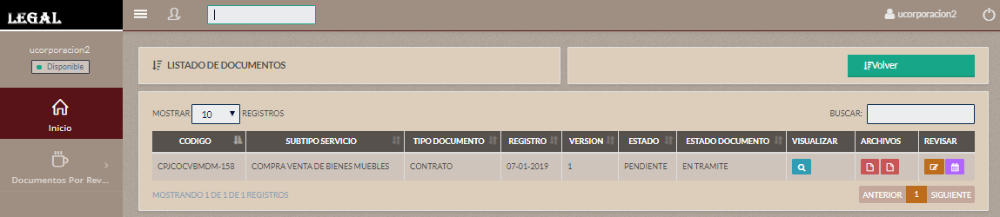 LEGAL
ucorporacion2
ucorporacion2
Disponible
Inicio
Documentos Por Rev...
LISTADO DE DOCUMENTOS
Volver
MOSTRAR 10 REGISTROS
BUSCAR:
CODIGO SUBTIPO SERVICIO TIPO DOCUMENTO REGISTRO VERSION ESTADO ESTADO DOCUMENTO VISUALIZAR ARCHIVOS REVISAR
CPJCOCVBMDM-158 COMPRA VENTA DE BIENES MUEBLES CONTRATO 07-01-2019 1 PENDIENTE EN TRAMITE
MOSTRANDO 1 DE 1 DE 1 REGISTROS
ANTERIOR 1 SIGUIENTE